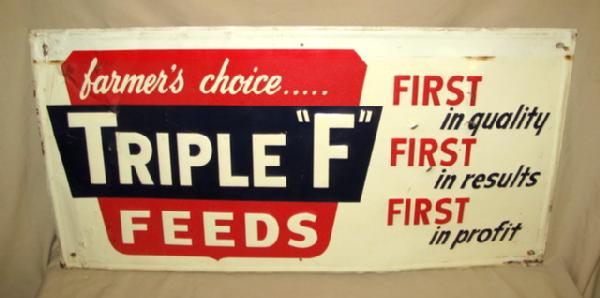 farmer's choice.....
TRIPLE "F"
FEEDS
FIRST
in quality
FIRST
in results
FIRST
in profit